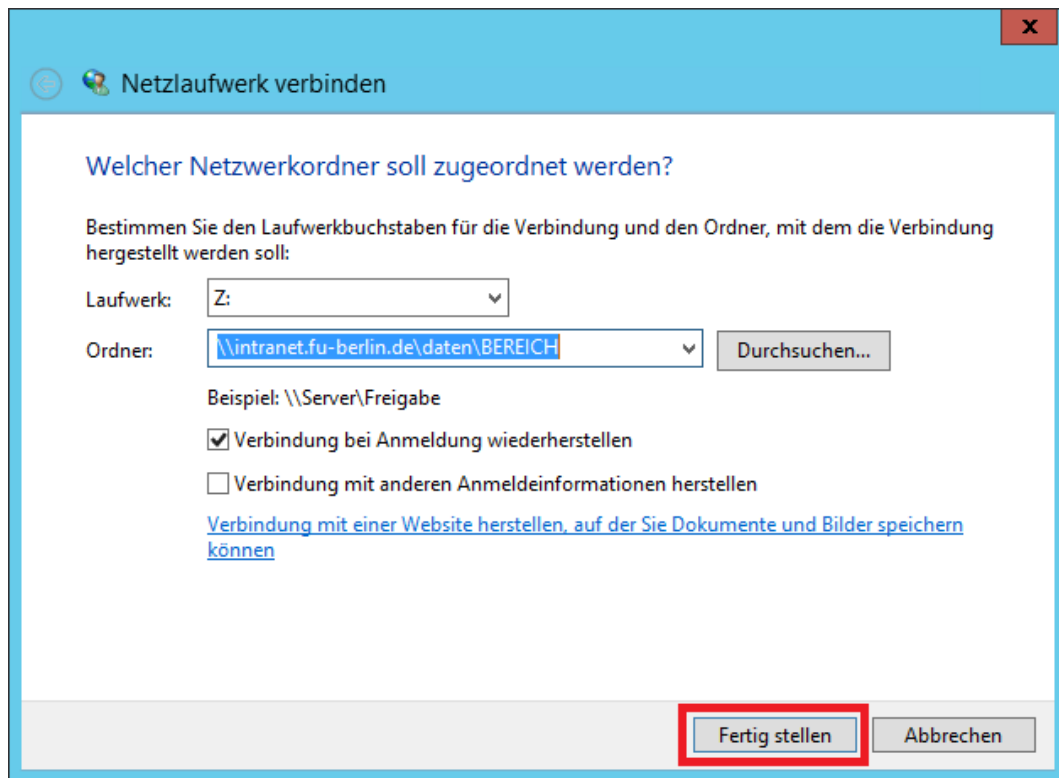 x
Netzlaufwerk verbinden
Welcher Netzwerkordner soll zugeordnet werden?
Bestimmen Sie den Laufwerkbuchstaben für die Verbindung und den Ordner, mit dem die Verbindung
hergestellt werden soll:
Laufwerk: Z:
Ordner: \\intranet.fu-berlin.de\daten\BEREICH Durchsuchen...
Beispiel: \\Server\Freigabe
Verbindung bei Anmeldung wiederherstellen
Verbindung mit anderen Anmeldeinformationen herstellen
Verbindung mit einer Website herstellen, auf der Sie Dokumente und Bilder speichern
können
Fertig stellen Abbrechen